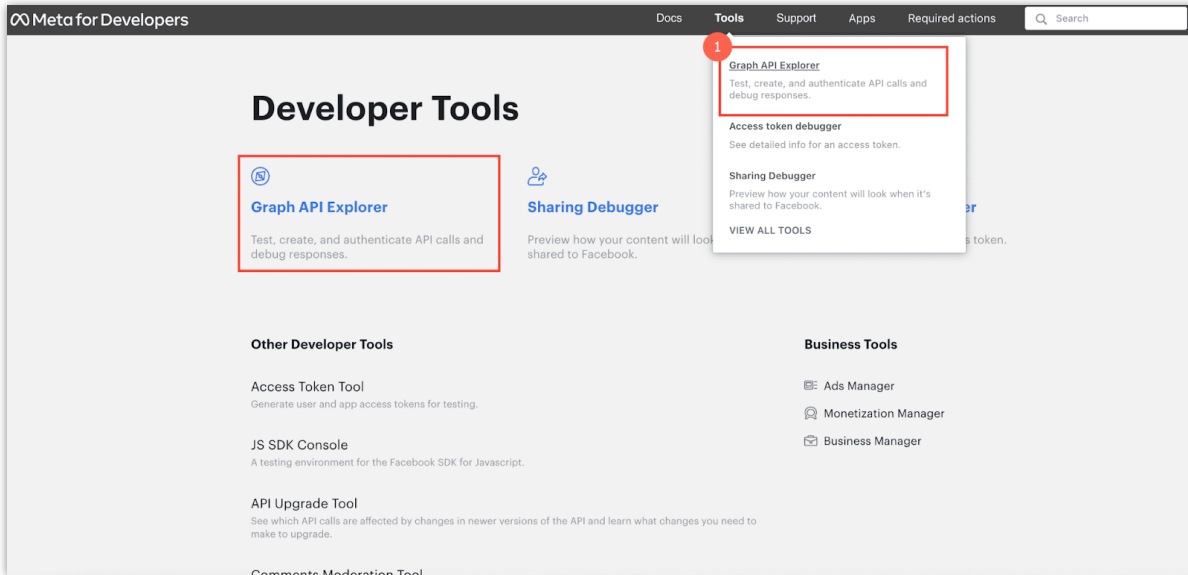 Meta for Developers
Docs Tools Support Apps Required actions Search
1
Graph API Explorer
Test, create, and authenticate API calls and
debug responses.
Access token debugger
See detailed info for an access token.
Sharing Debugger
Preview how your content will look when it's
shared to Facebook.
VIEW ALL TOOLS
Developer Tools
Graph API Explorer
Test, create, and authenticate API calls and
debug responses.
Sharing Debugger
Preview how your content will look
shared to Facebook.
er
s token.
Other Developer Tools
Access Token Tool
Generate user and app access tokens for testing.
JS SDK Console
A testing environment for the Facebook SDK for Javascript.
API Upgrade Tool
See which API calls are affected by changes in newer versions of the API and learn what changes you need to
make to upgrade.
Comments Moderation Tool
Business Tools
Ads Manager
Monetization Manager
Business Manager